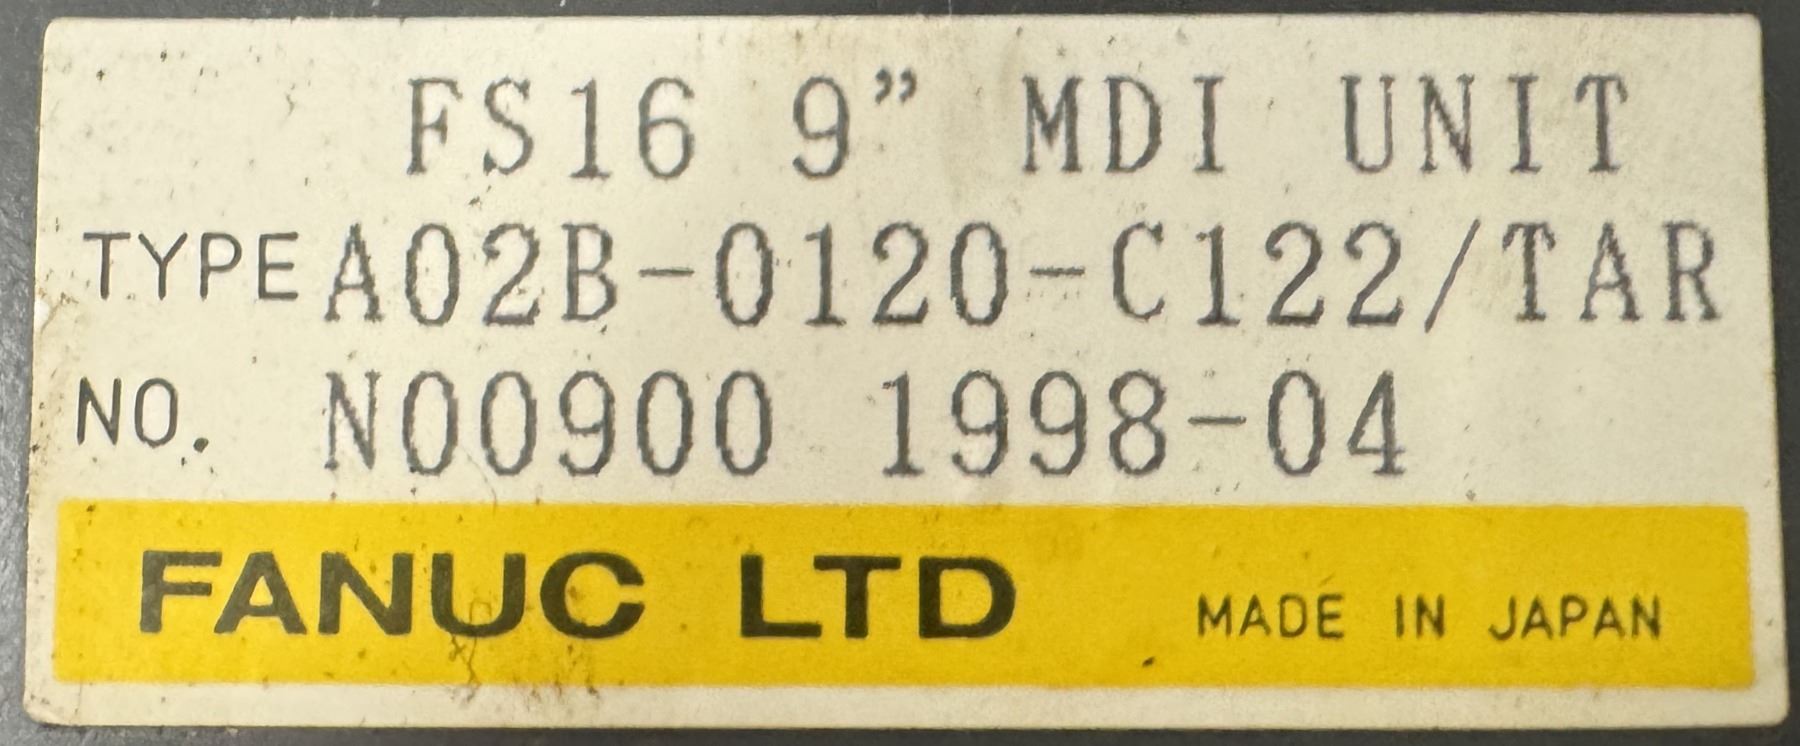 FS16 9” MDI UNIT
TYPE A02B-0120-C122/TAR
NO. N00900 1998-04
FANUC LTD MADE IN JAPAN